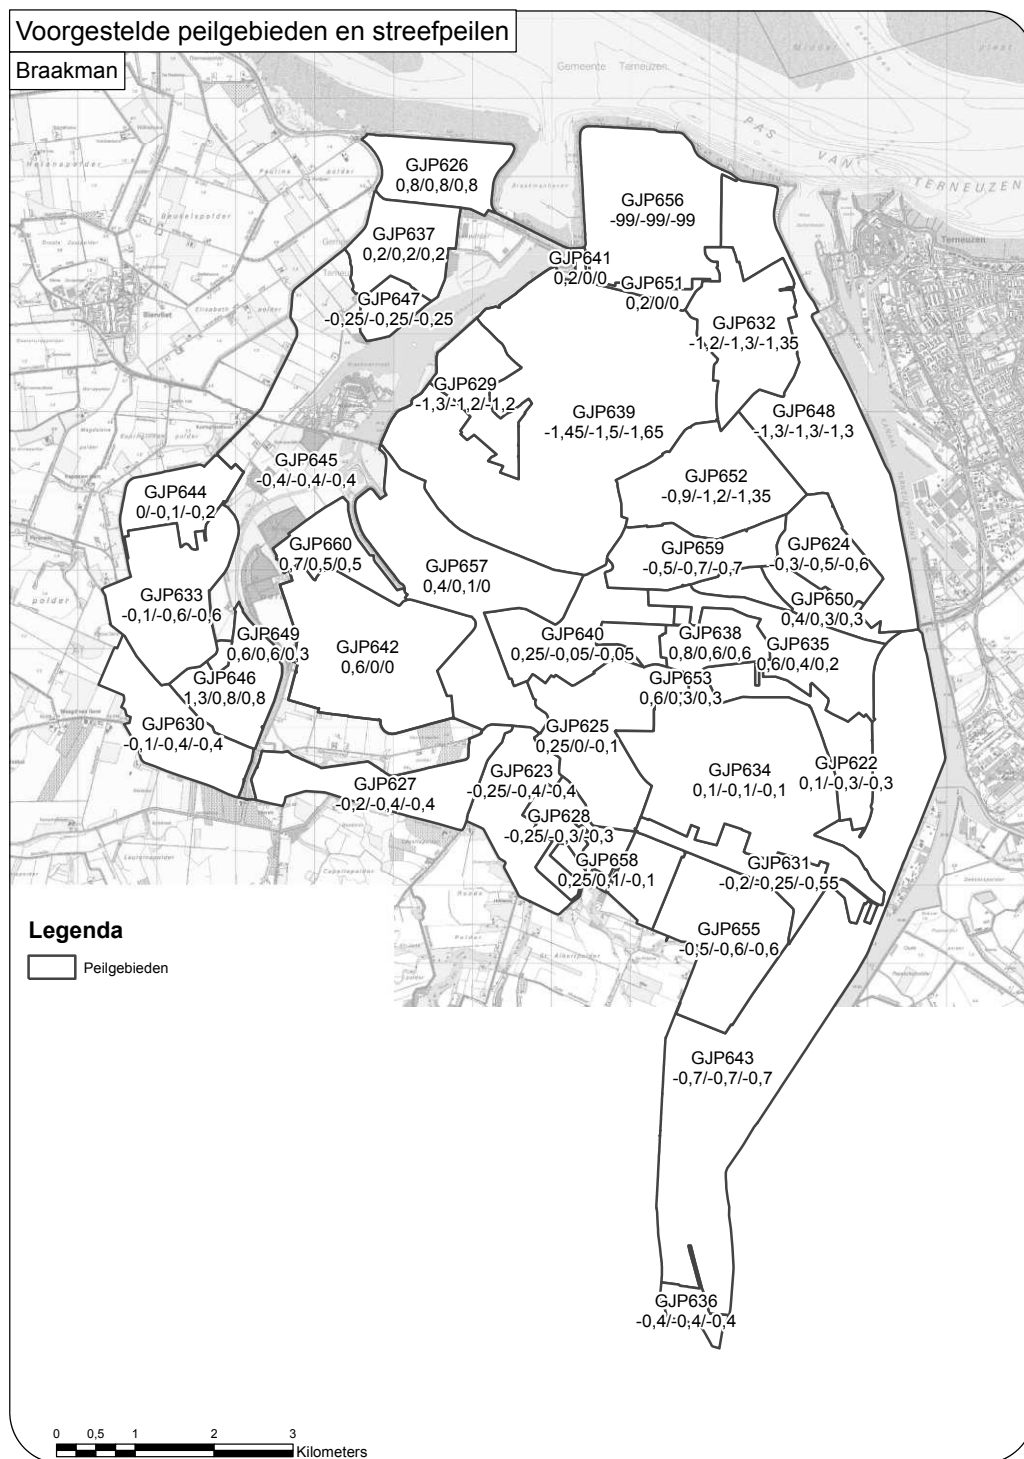 Voorgestelde peilgebieden en streefpeilen
Braakman
Gemeente Terneuzen
PAS
VAN
TERNEUZEN
Terneuzen
Biervliet
GJP626
0,8/0,8/0,8
GJP656
-99/-99/-99
GJP637
0,2/0,2/0,2
GJP641
0,2/0/0
GJP651
0,2/0/0
GJP647
-0,25/-0,25/-0,25
GJP632
-1,2/-1,3/-1,35
GJP629
-1,3/-1,2/-1,2
GJP639
-1,45/-1,5/-1,65
GJP648
-1,3/-1,3/-1,3
GJP645
-0,4/-0,4/-0,4
GJP652
-0,9/-1,2/-1,35
GJP644
0/-0,1/-0,2
GJP660
0,7/0,5/0,5
GJP657
0,4/0,1/0
GJP659
-0,5/-0,7/-0,7
GJP624
-0,3/-0,5/-0,6
GJP633
-0,1/-0,6/-0,6
GJP650
0,4/0,3/0,3
GJP649
0,6/0,6/0,3
GJP642
0,6/0/0
GJP640
0,25/-0,05/-0,05
GJP638
0,8/0,6/0,6
GJP635
0,6/0,4/0,2
GJP646
1,3/0,8/0,8
GJP653
0,6/0,3/0,3
GJP630
-0,1/-0,4/-0,4
GJP625
0,25/0/-0,1
GJP623
-0,25/-0,4/-0,4
GJP634
0,1/-0,1/-0,1
GJP622
0,1/-0,3/-0,3
GJP627
-0,2/-0,4/-0,4
GJP628
-0,25/-0,3/-0,3
GJP658
0,25/0,1/-0,1
GJP631
-0,2/-0,25/-0,55
GJP655
-0,5/-0,6/-0,6
Legenda
Peilgebieden
GJP643
-0,7/-0,7/-0,7
GJP636
-0,4/-0,4/-0,4
0 0,5 1 2 3
Kilometers